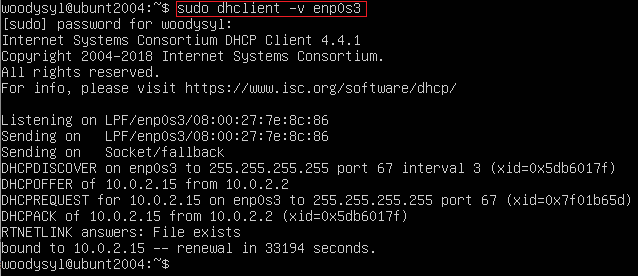 woodysyl@ubunt2004:~$ sudo dhclient -v enp0s3
[sudo] password for woodysyl:
Internet Systems Consortium DHCP Client 4.4.1
Copyright 2004-2018 Internet Systems Consortium.
All rights reserved.
For info, please visit https://www.isc.org/software/dhcp/
Listening on LPF/enp0s3/08:00:27:7e:8c:86
Sending on   LPF/enp0s3/08:00:27:7e:8c:86
Sending on   Socket/fallback
DHCPDISCOVER on enp0s3 to 255.255.255.255 port 67 interval 3 (xid=0x5db6017f)
DHCPOFFER of 10.0.2.15 from 10.0.2.2
DHCPREQUEST for 10.0.2.15 on enp0s3 to 255.255.255.255 port 67 (xid=0x7f01b65d)
DHCPACK of 10.0.2.15 from 10.0.2.2 (xid=0x5db6017f)
RTNETLINK answers: File exists
bound to 10.0.2.15 -- renewal in 33194 seconds.
woodysyl@ubunt2004:~$